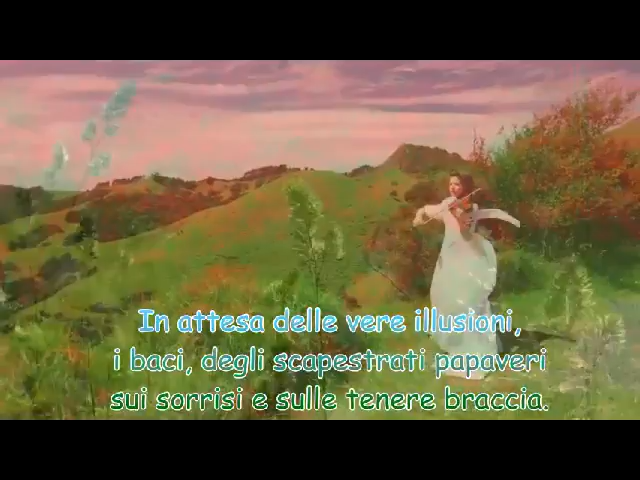 In attesa delle vere illusioni,
i baci, degli scapestrati papaveri
sui sorrisi e sulle tenere braccia.